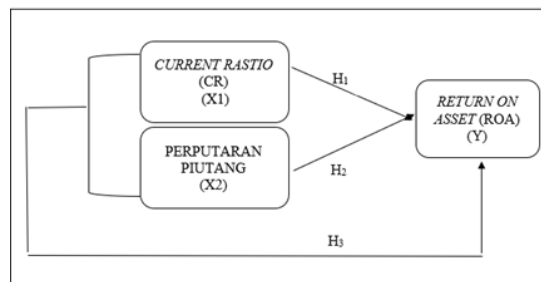 CURRENT RASTIO
(CR)
(X1)
H1
RETURN ON
ASSET (ROA)
(Y)
PERPUTARAN
PIUTANG
(X2)
H2
H3